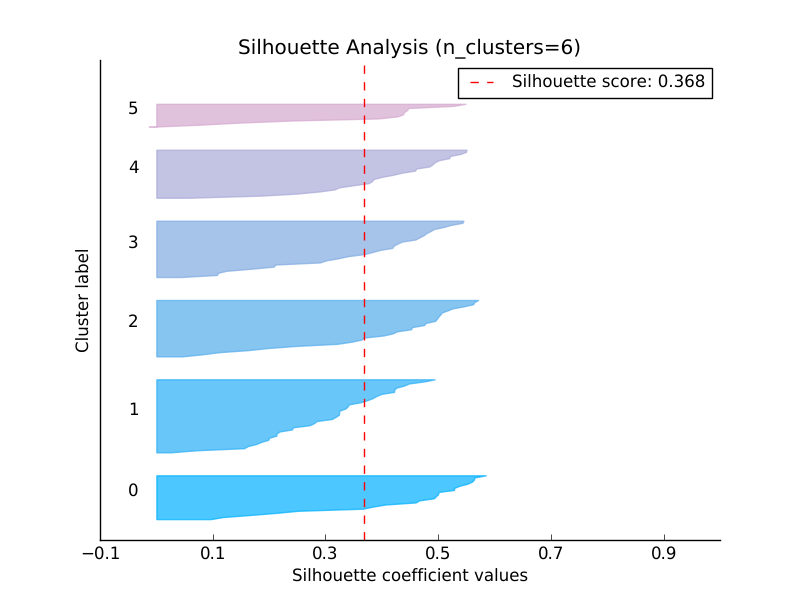 Silhouette Analysis (n_clusters=6)
Silhouette score: 0.368
5
4
3
2
1
0
Cluster label
−0.1 0.1 0.3 0.5 0.7 0.9
Silhouette coefficient values